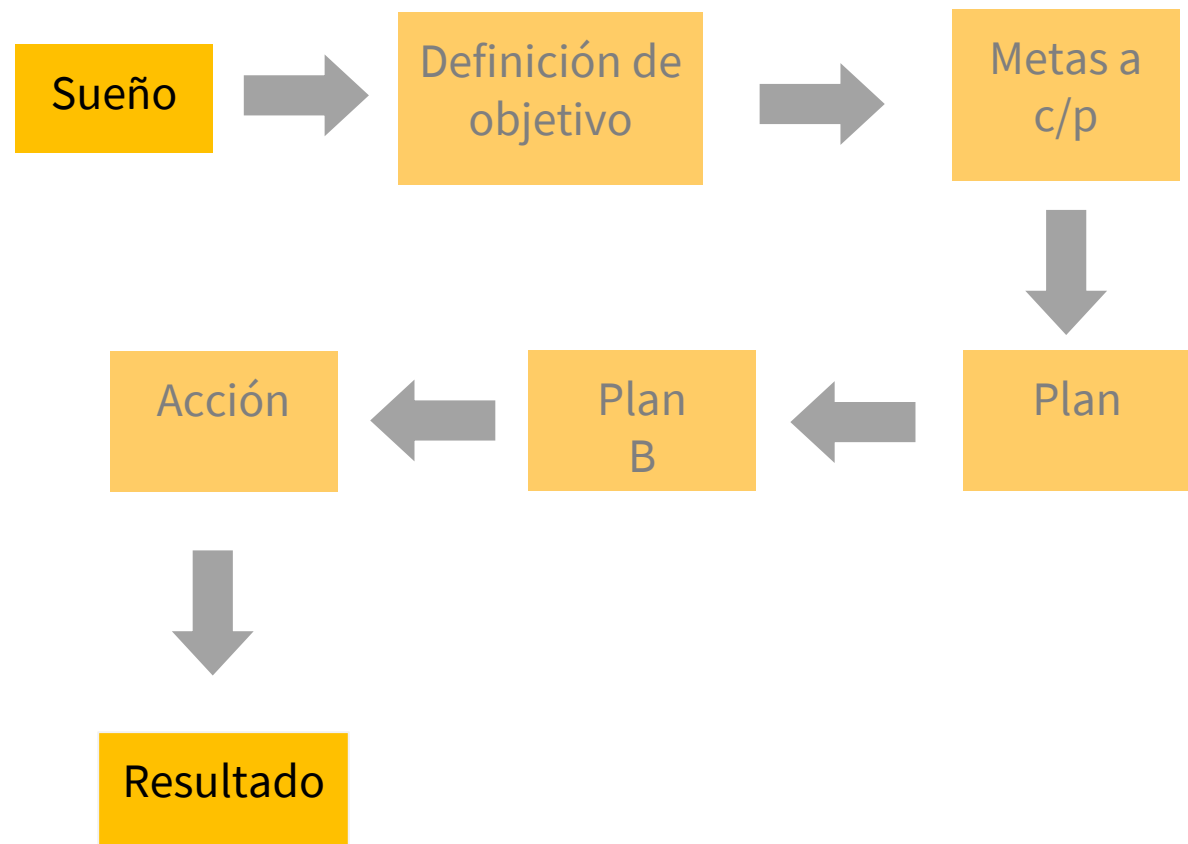 Sueño
Definición de
objetivo
Metas a
c/p
Plan
Plan
B
Acción
Resultado